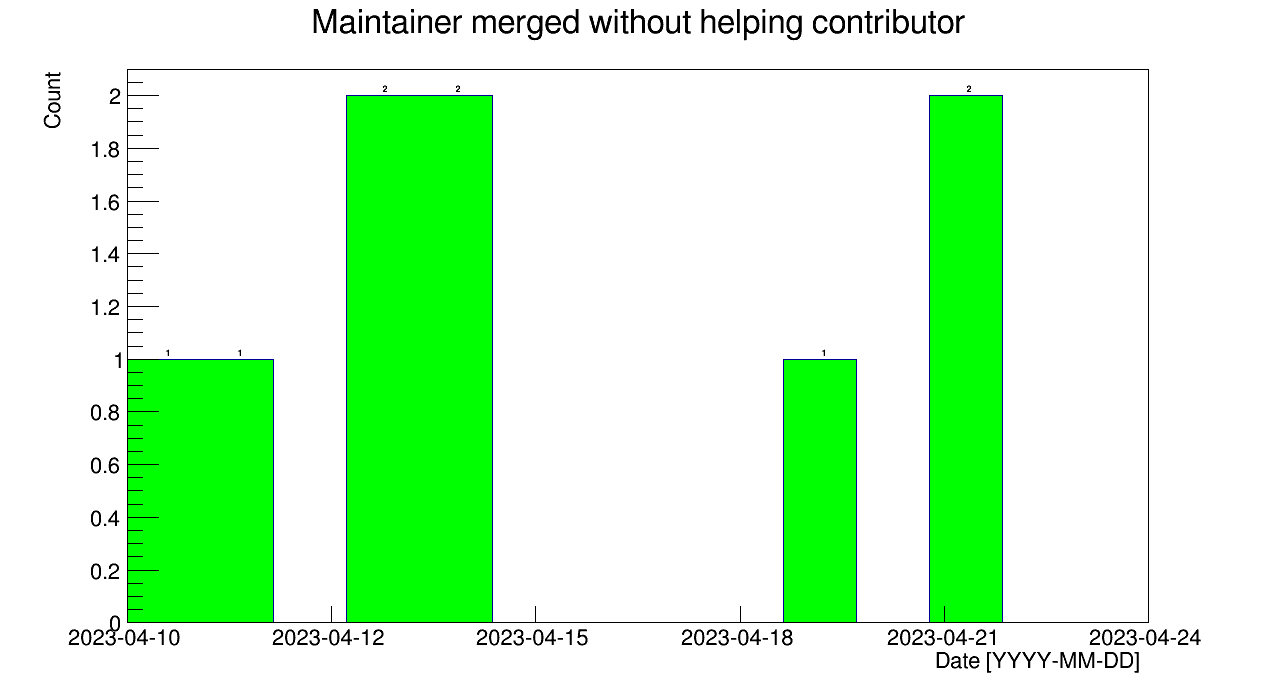 Maintainer merged without helping contributor
Count
2
1.8
1.6
1.4
1.2
1
0.8
0.6
0.4
0.2
0
1 1 2 2 1 2
2023-04-10 2023-04-12 2023-04-15 2023-04-18 2023-04-21 2023-04-24
Date [YYYY-MM-DD]